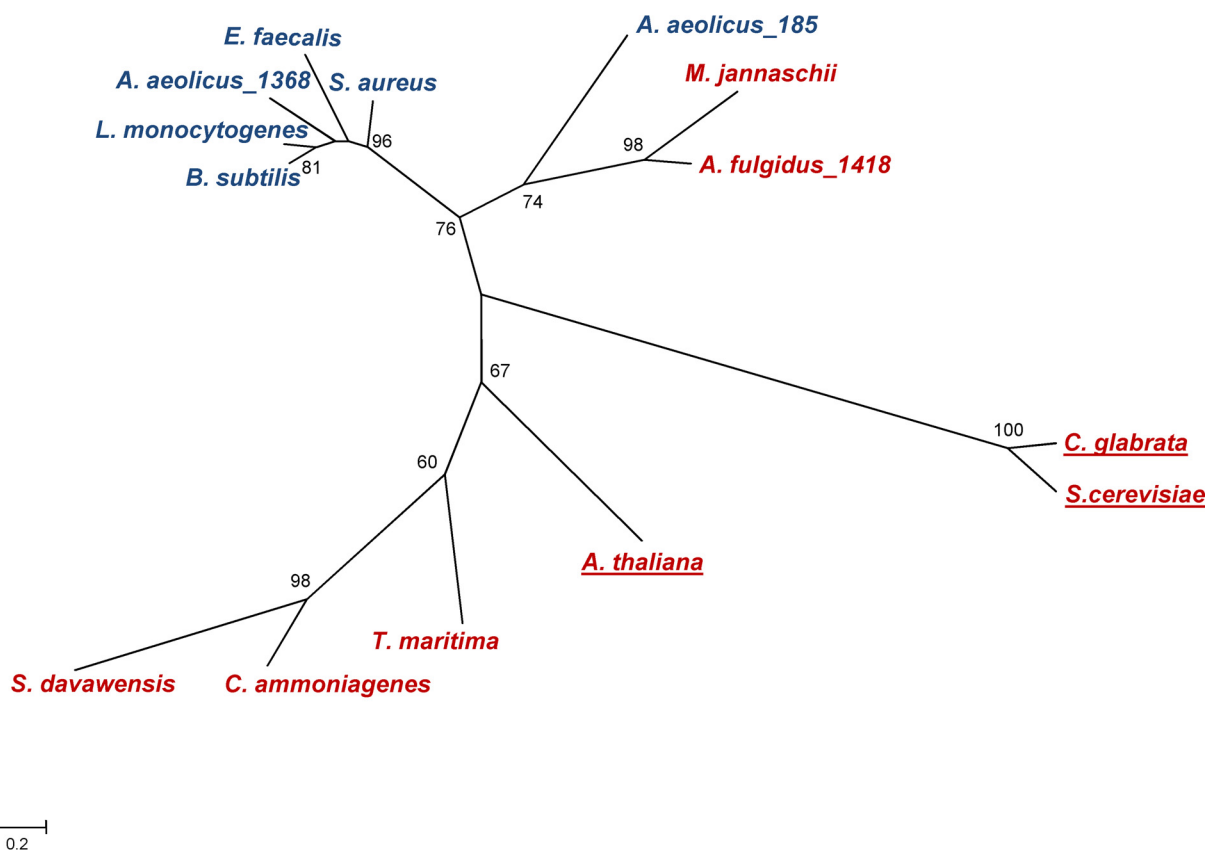 A. aeolicus_185
E. faecalis
M. jannaschii
A. aeolicus_1368
S. aureus
L. monocytogenes
96
98
81
A. fulgidus_1418
B. subtilis
74
76
67
100
C. glabrata
60
S.cerevisiae
A. thaliana
98
T. maritima
S. davawensis
C. ammoniagenes
0.2